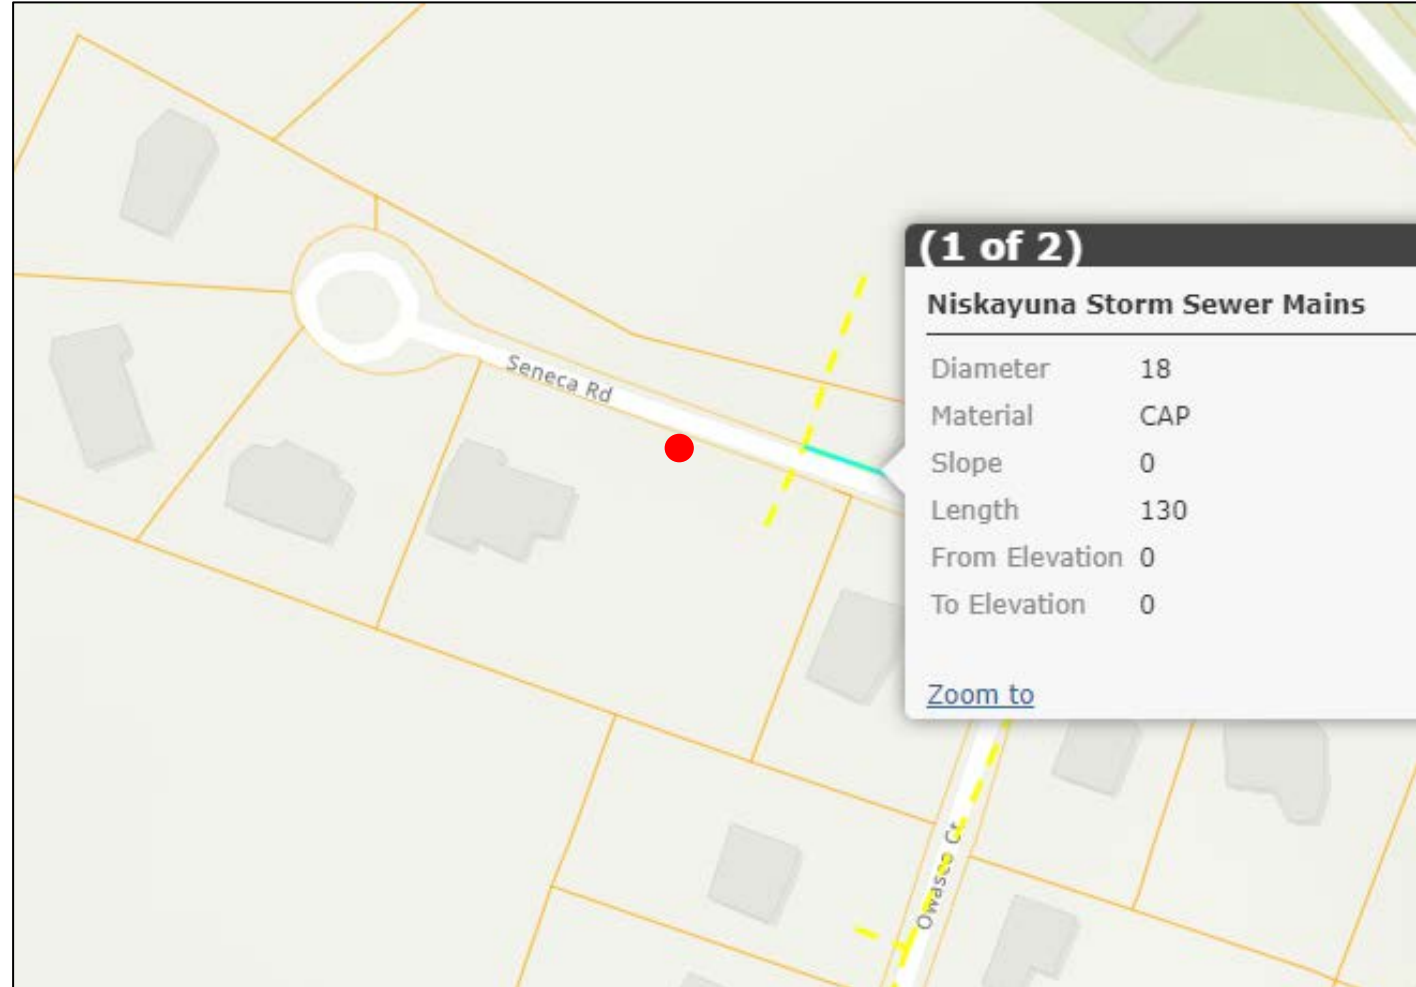 (1 of 2)
Niskayuna Storm Sewer Mains
Diameter 18
Material CAP
Slope 0
Length 130
From Elevation 0
To Elevation 0
Zoom to
Seneca Rd
Owasco Ct